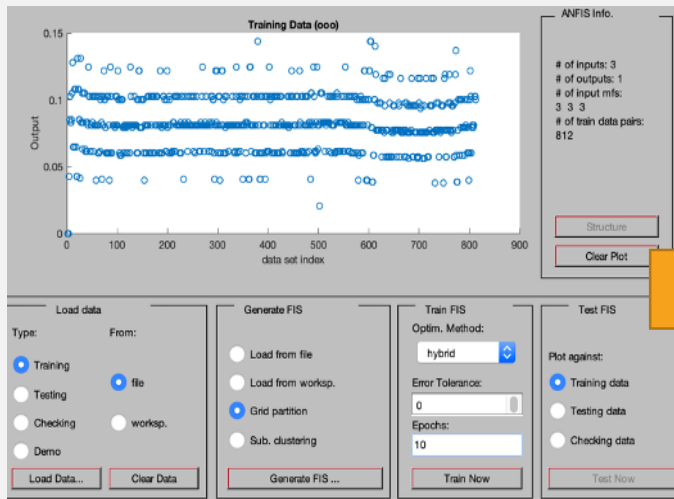 Training Data (ooo)
0.15
0.1
0.05
0
Output
0
100
200
300
400
500
600
700
800
900
data set index
ANFIS Info.
# of inputs: 3
# of outputs: 1
# of input mfs:
3 3 3
# of train data pairs:
812
Structure
Clear Plot
Load data
Type:
From:
Training
Testing
Checking
Demo
file
worksp.
Load Data...
Clear Data
Generate FIS
Load from file
Load from worksp.
Grid partition
Sub. clustering
Generate FIS ...
Train FIS
Optim. Method:
hybrid
Error Tolerance:
0
Epochs:
10
Train Now
Test FIS
Plot against:
Training data
Testing data
Checking data
Test Now